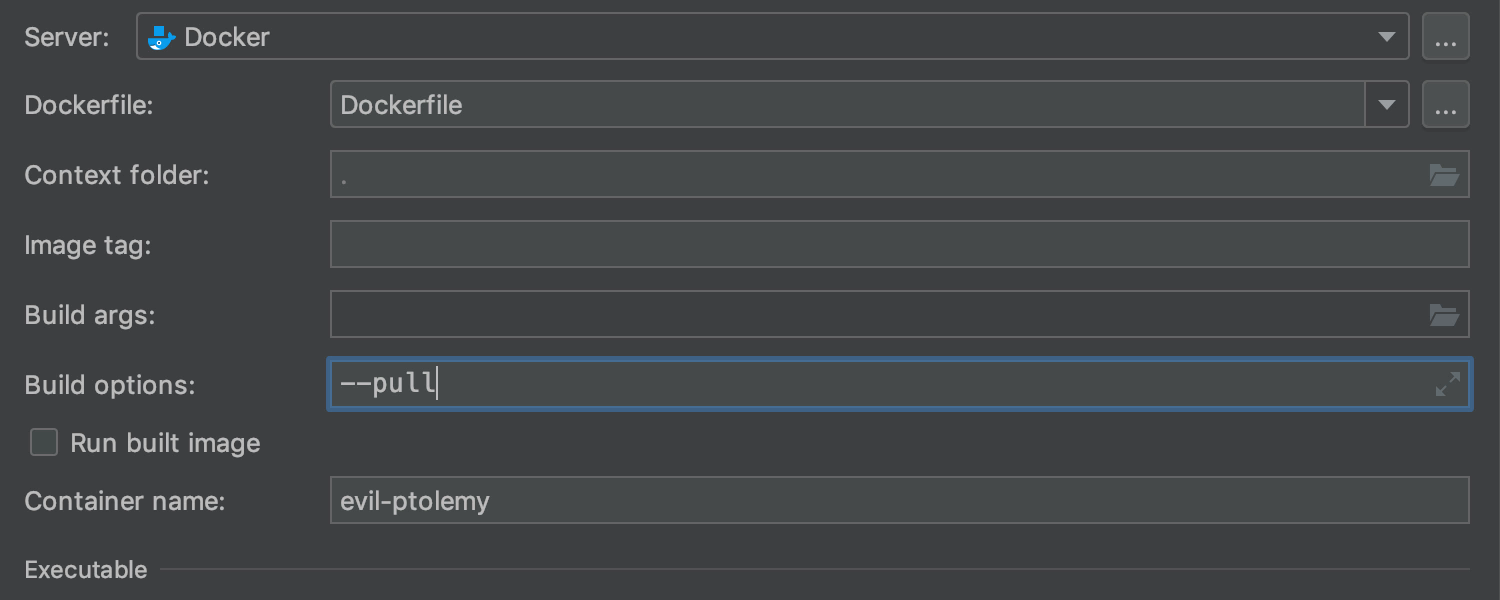 Server: Docker ...
Dockerfile: Dockerfile ...
Context folder: .
Image tag:
Build args:
Build options: --pull
Run built image
Container name: evil-ptolemy
Executable